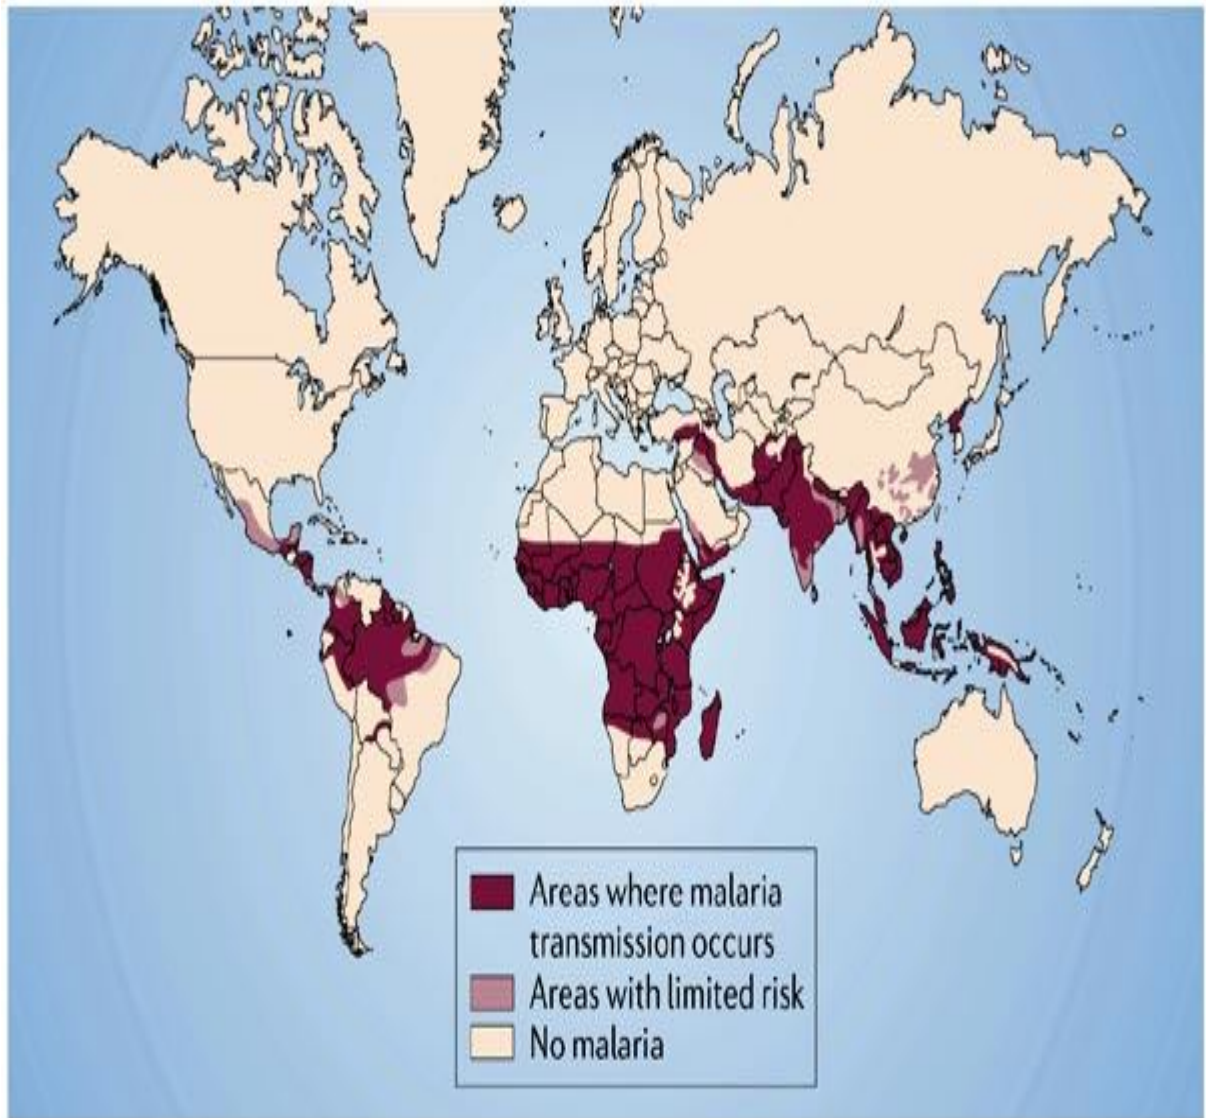 Areas where malaria
transmission occurs
Areas with limited risk
No malaria